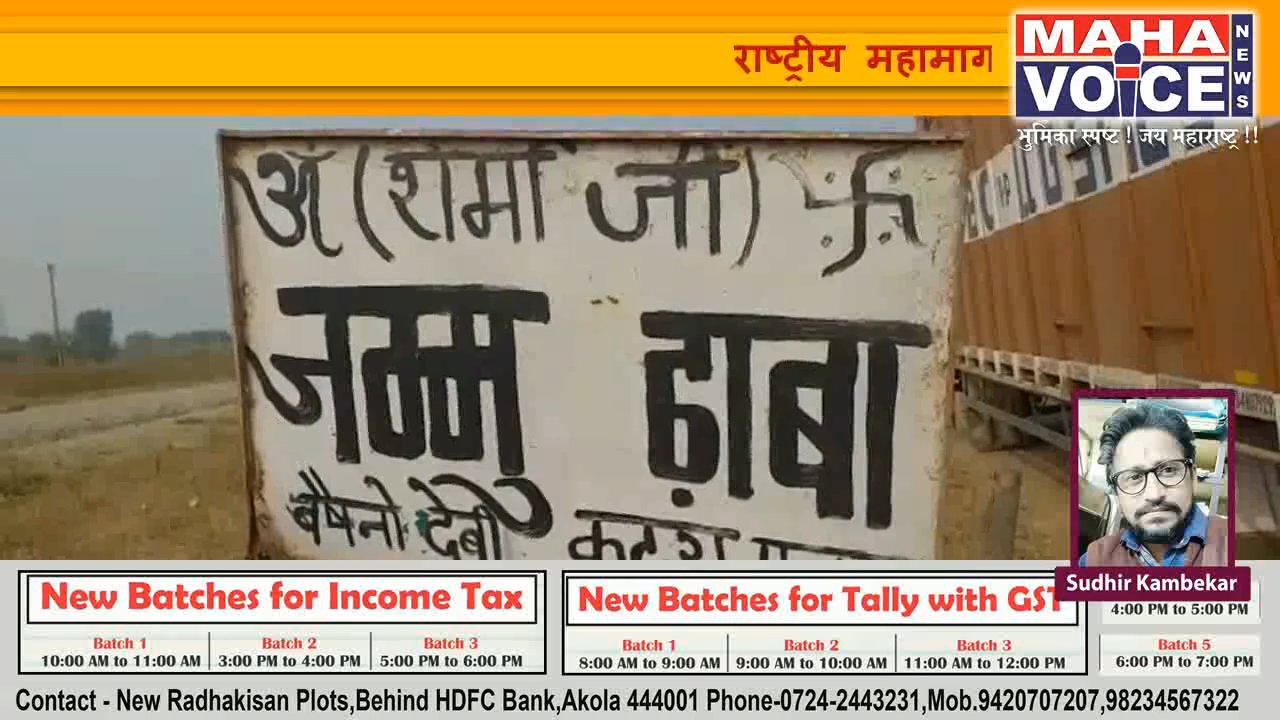 राष्ट्रीय महामार्ग
MAHA
VOICE
NEWS
भुमिका स्पष्ट ! जय महाराष्ट्र !!
ॐ (शर्मा जी) 卐
जम्मू ढ़ाबा
बैषनो देबी कटरा
New Batches for Income Tax
Batch 1 Batch 2 Batch 3
10:00 AM to 11:00 AM 3:00 PM to 4:00 PM 5:00 PM to 6:00 PM
New Batches for Tally with GST
Batch 1 Batch 2 Batch 3
8:00 AM to 9:00 AM 9:00 AM to 10:00 AM 11:00 AM to 12:00 PM
4:00 PM to 5:00 PM
Batch 5
6:00 PM to 7:00 PM
Sudhir Kambekar
Contact - New Radhakisan Plots,Behind HDFC Bank,Akola 444001 Phone-0724-2443231,Mob.9420707207,98234567322